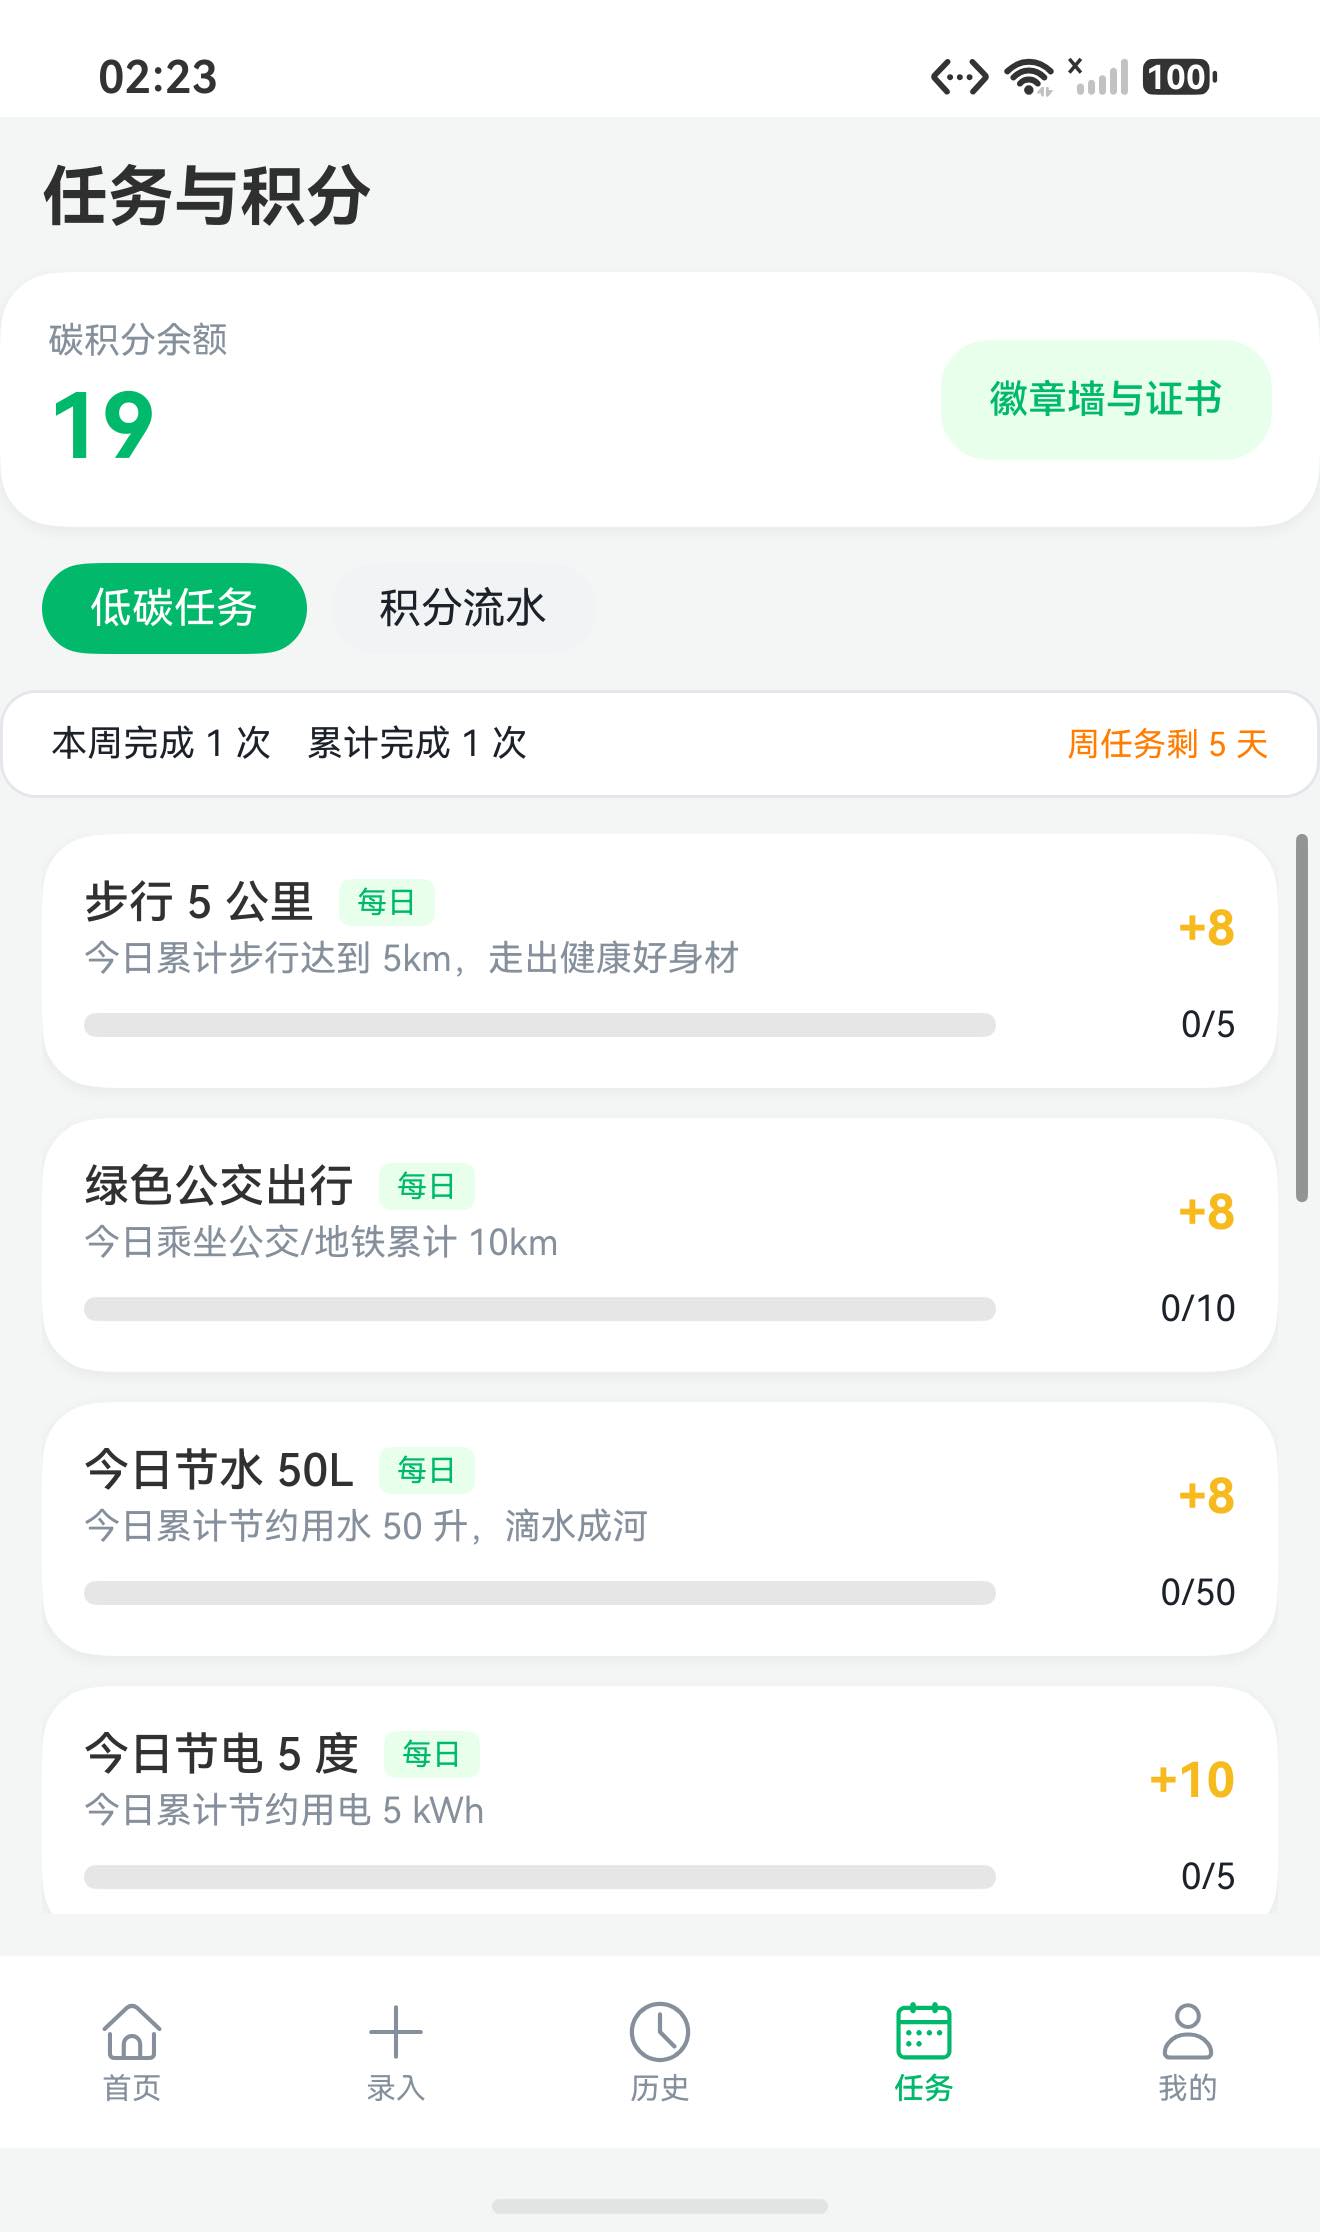 02:23
100
任务与积分
碳积分余额
19
徽章墙与证书
低碳任务
积分流水
本周完成 1 次 累计完成 1 次
周任务剩 5 天
步行 5 公里
每日
今日累计步行达到 5km，走出健康好身材
+8
0/5
绿色公交出行
每日
今日乘坐公交/地铁累计 10km
+8
0/10
今日节水 50L
每日
今日累计节约用水 50 升，滴水成河
+8
0/50
今日节电 5 度
每日
今日累计节约用电 5 kWh
+10
0/5
首页
录入
历史
任务
我的